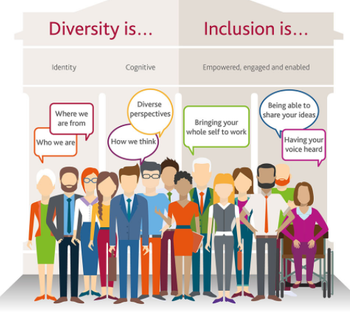 Diversity is...
Inclusion is...
Identity
Cognitive
Empowered, engaged and enabled
Where we
are from
Who we are
Diverse
perspectives
How we think
Bringing your
whole self to work
Being able to
share your ideas
Having your
voice heard